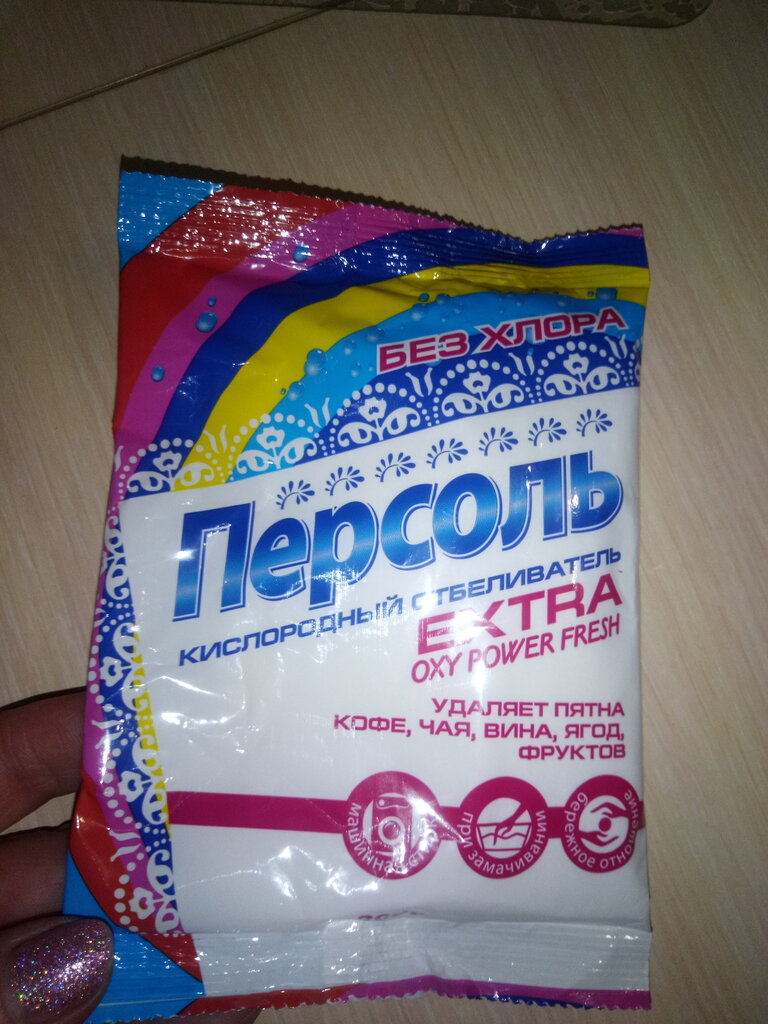 БЕЗ ХЛОРА
Персоль
КИСЛОРОДНЫЙ ОТБЕЛИВАТЕЛЬ
EXTRA
OXY POWER FRESH
УДАЛЯЕТ ПЯТНА
КОФЕ, ЧАЯ, ВИНА, ЯГОД,
ФРУКТОВ
машинная
при замачивании
бережное отношение